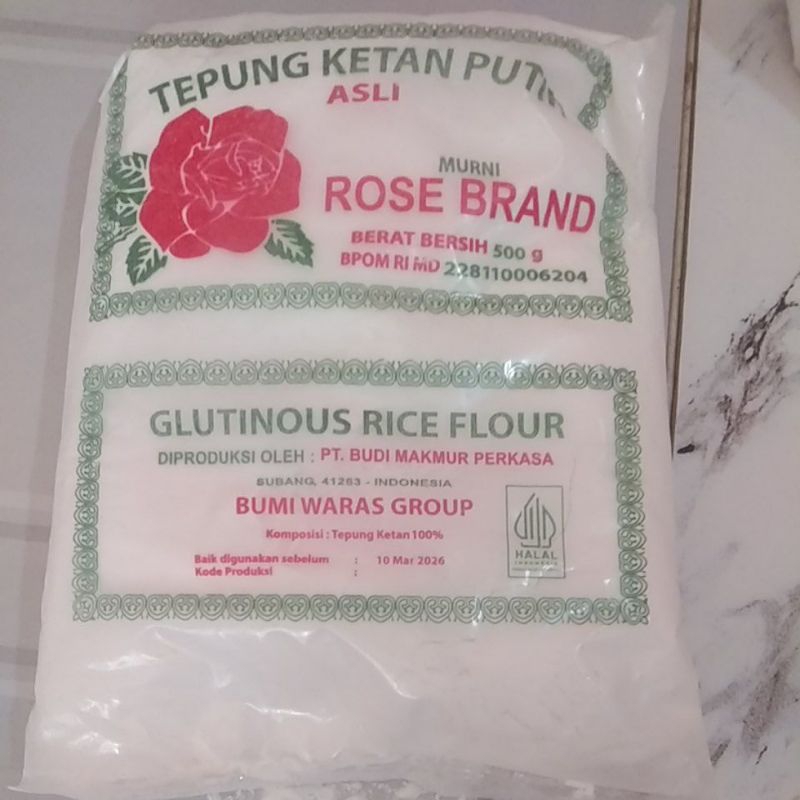 TEPUNG KETAN PUTIH
ASLI
MURNI
ROSE BRAND
BERAT BERSIH 500 g
BPOM RI MD 228110006204
GLUTINOUS RICE FLOUR
DIPRODUKSI OLEH : PT. BUDI MAKMUR PERKASA
SUBANG, 41263 - INDONESIA
BUMI WARAS GROUP
Komposisi : Tepung Ketan 100%
HALAL
INDONESIA
Baik digunakan sebelum : 10 Mar 2026
Kode Produksi :